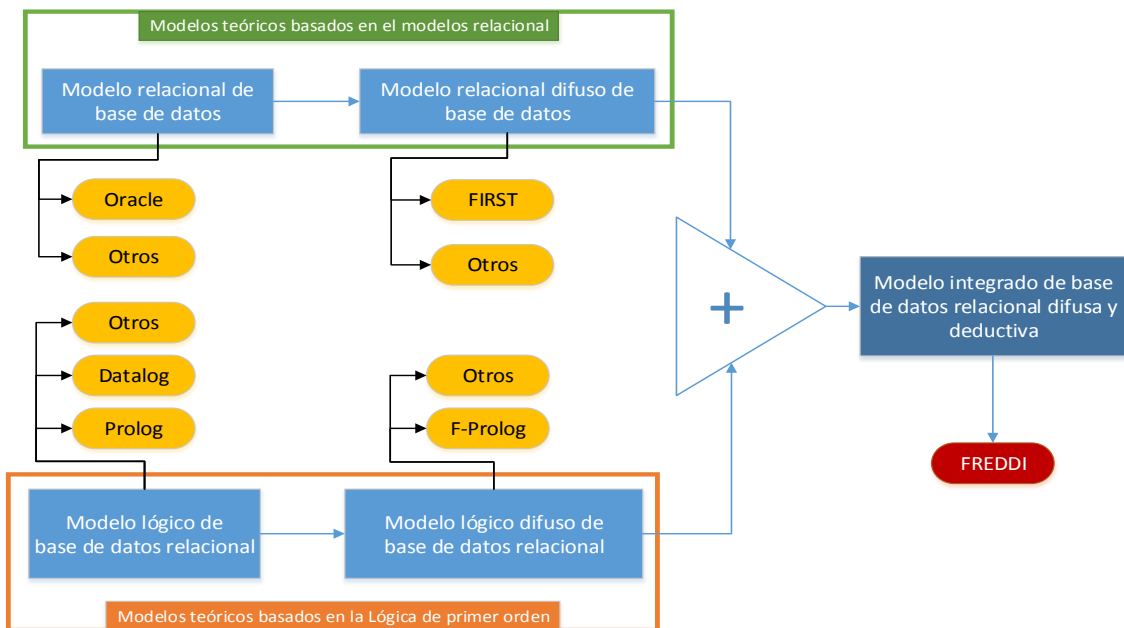 Modelos teóricos basados en el modelos relacional
Modelo relacional de
base de datos
Modelo relacional difuso de
base de datos
Oracle
Otros
FIRST
Otros
+
Modelo integrado de base
de datos relacional difusa y
deductiva
FREDDI
Otros
Datalog
Prolog
Otros
F-Prolog
Modelo lógico de
base de datos relacional
Modelo lógico difuso de
base de datos relacional
Modelos teóricos basados en la Lógica de primer orden